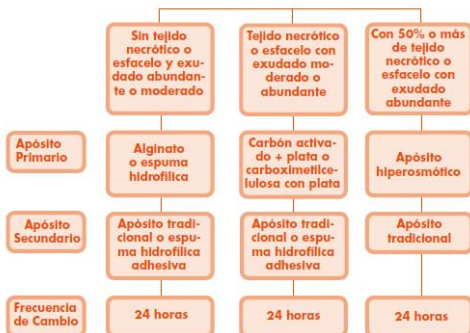 Sin tejido
necrótico o
esfacelo y exu-
dado abundan-
te o moderado
Tejido necrótico
o esfacelo con
exudado mo-
derado o
abundante
Con 50% o más
de tejido
necrótico o
esfacelo con
exudado
abundante
Apósito
Primario
Alginato
o espuma
hidrofílica
Carbón activa-
do + plata o
carboximetilce-
lulosa con plata
Apósito
hiperosmótico
Apósito
Secundario
Apósito tradi-
cional o espu-
ma hidrofílica
adhesiva
Apósito tradi-
cional o espu-
ma hidrofílica
adhesiva
Apósito
tradicional
Frecuencia
de Cambio
24 horas
24 horas
24 horas